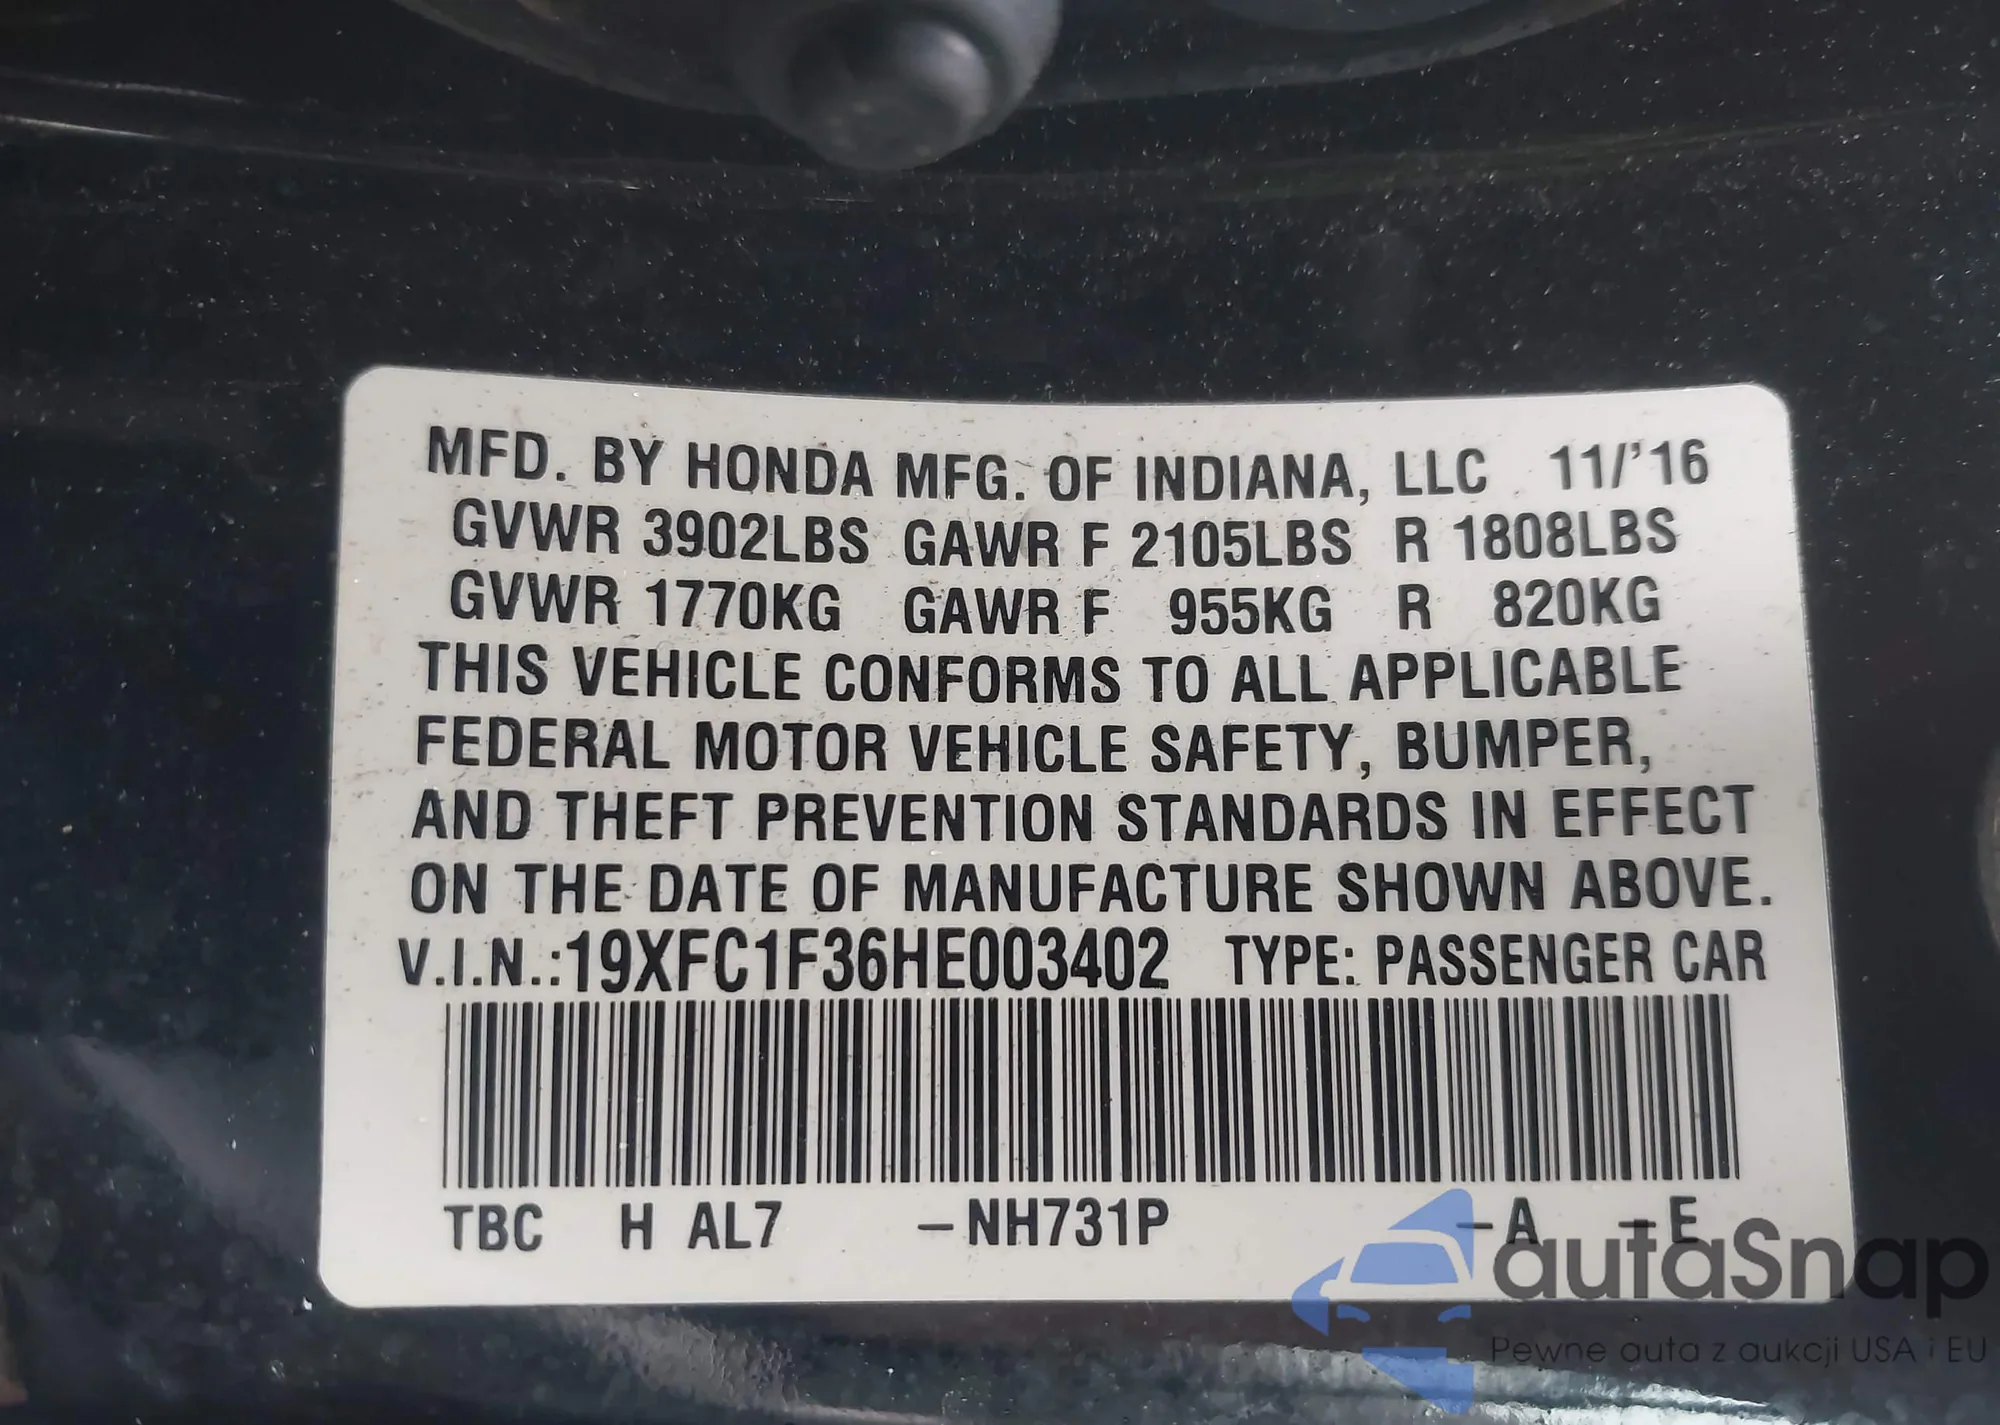 MFD. BY HONDA MFG. OF INDIANA, LLC 11/'16
GVWR 3902LBS GAWR F 2105LBS R 1808LBS
GVWR 1770KG GAWR F 955KG R 820KG
THIS VEHICLE CONFORMS TO ALL APPLICABLE
FEDERAL MOTOR VEHICLE SAFETY, BUMPER,
AND THEFT PREVENTION STANDARDS IN EFFECT
ON THE DATE OF MANUFACTURE SHOWN ABOVE.
V.I.N.:19XFC1F36HE003402 TYPE: PASSENGER CAR
TBC H AL7 –NH731P –A –E
autaSnap
Pewne auta z aukcji USA i EU